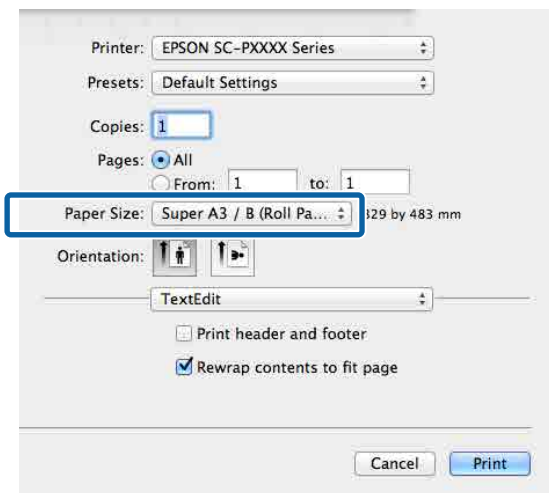 Printer: EPSON SC-PXXXX Series
Presets: Default Settings
Copies: 1
Pages: All
From: 1 to: 1
Paper Size: Super A3 / B (Roll Pa... 329 by 483 mm
Orientation:
TextEdit
Print header and footer
Rewrap contents to fit page
Cancel Print